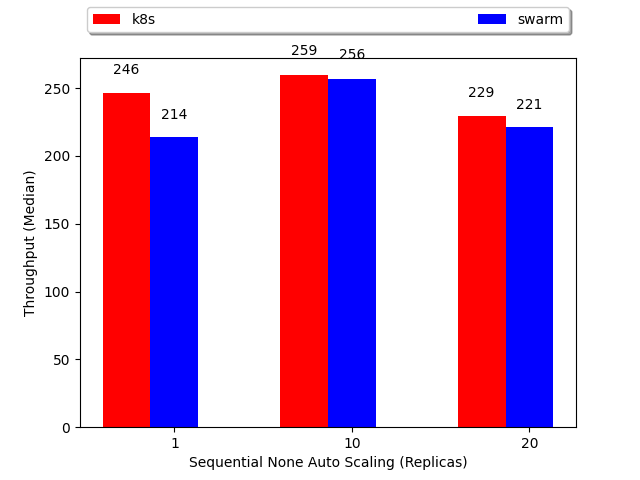 k8s swarm
259 256
246
214
229 221
250
200
150
100
50
0
Throughput (Median)
1 10 20
Sequential None Auto Scaling (Replicas)